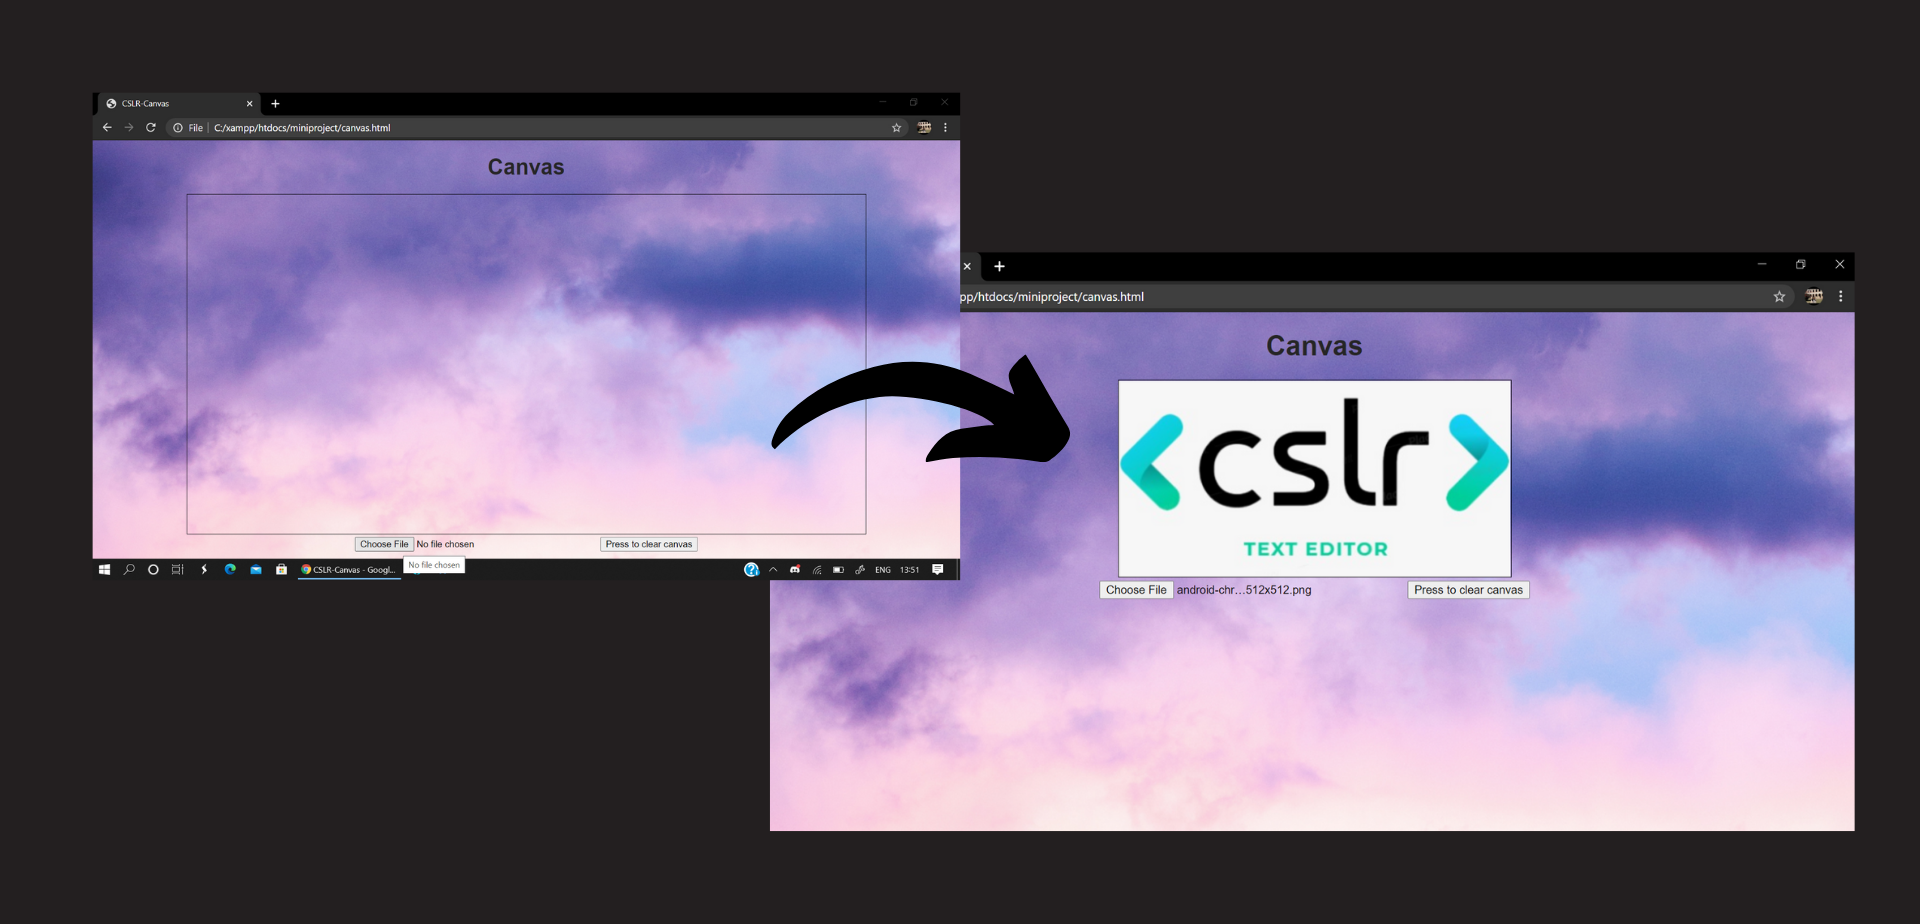 CSLR-Canvas
File C:/xampp/htdocs/miniproject/canvas.html
Canvas
Choose File No file chosen
Press to clear canvas
No file chosen
CSLR-Canvas - Googl...
ENG 13:51
pp/htdocs/miniproject/canvas.html
Canvas
<cslr>
TEXT EDITOR
Choose File android-chr...512x512.png
Press to clear canvas